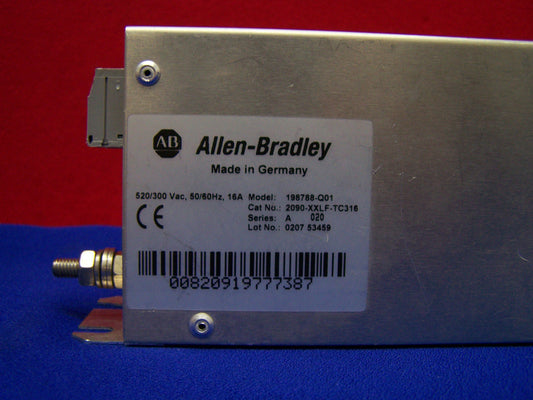 AB Allen-Bradley
Made in Germany
520/300 Vac, 50/60Hz, 16A Model: 198788-Q01
Cat No.: 2090-XXLF-TC316
Series: A 020
Lot No.: 0207 53459
CE
00820919777387